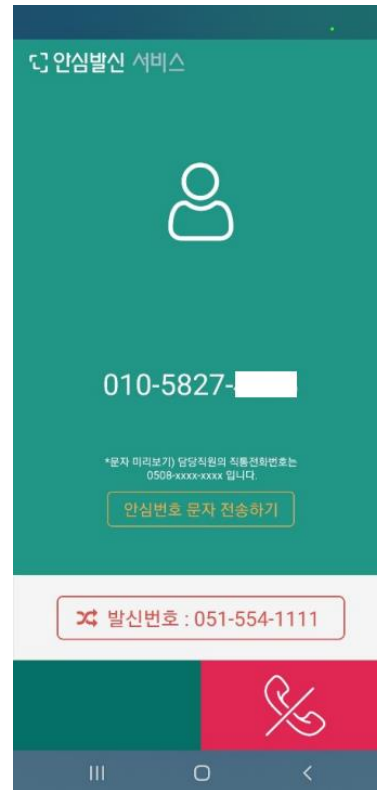 안심발신 서비스
010-5827-
*문자 미리보기) 담당직원의 직통전화번호는
0508-xxxx-xxxx 입니다.
안심번호 문자 전송하기
발신번호 : 051-554-1111